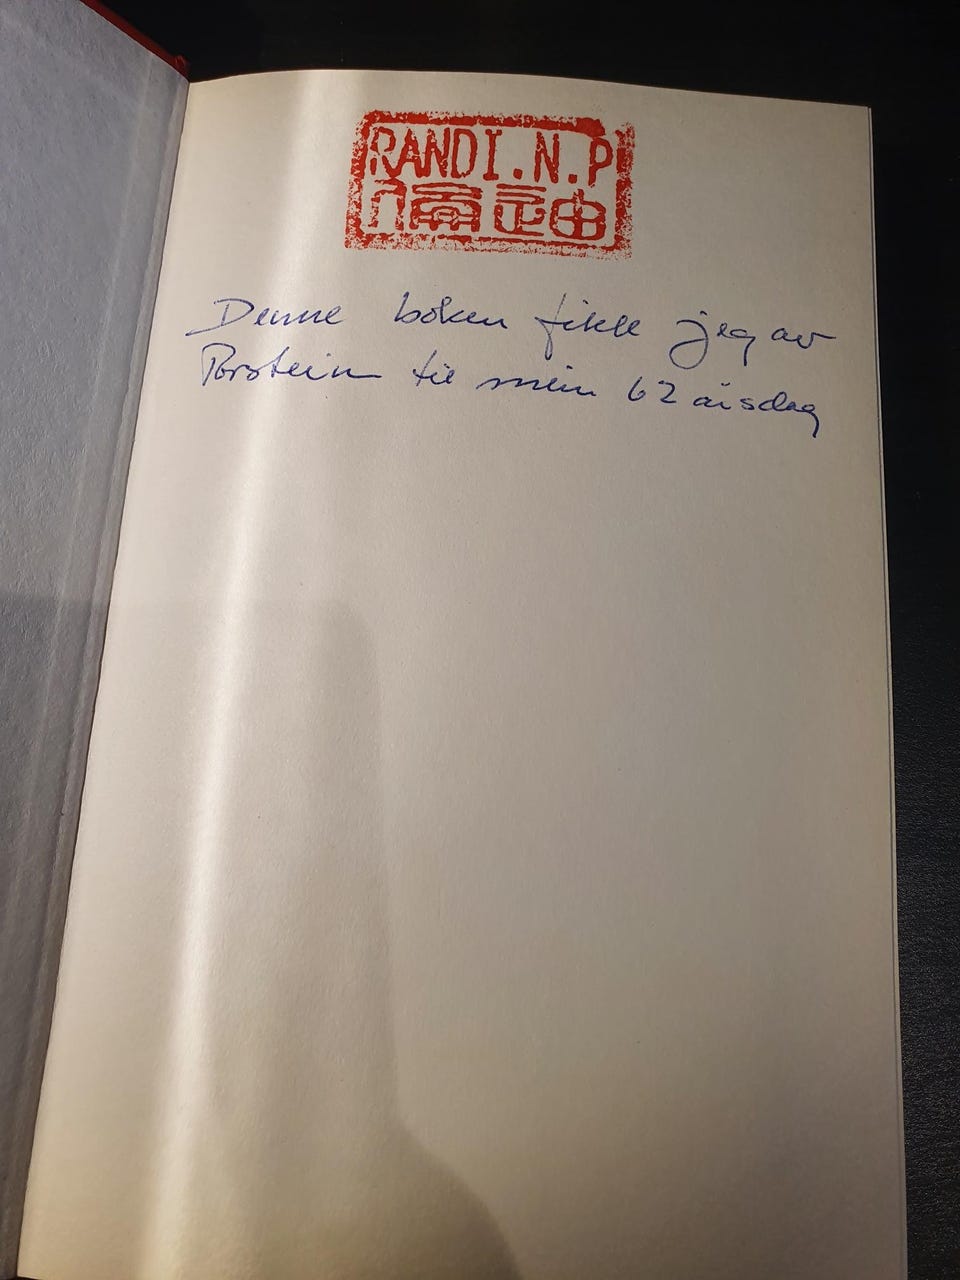 RANDI.N.P
Denne boken fikk jeg av
Torstein til min 62 årsdag